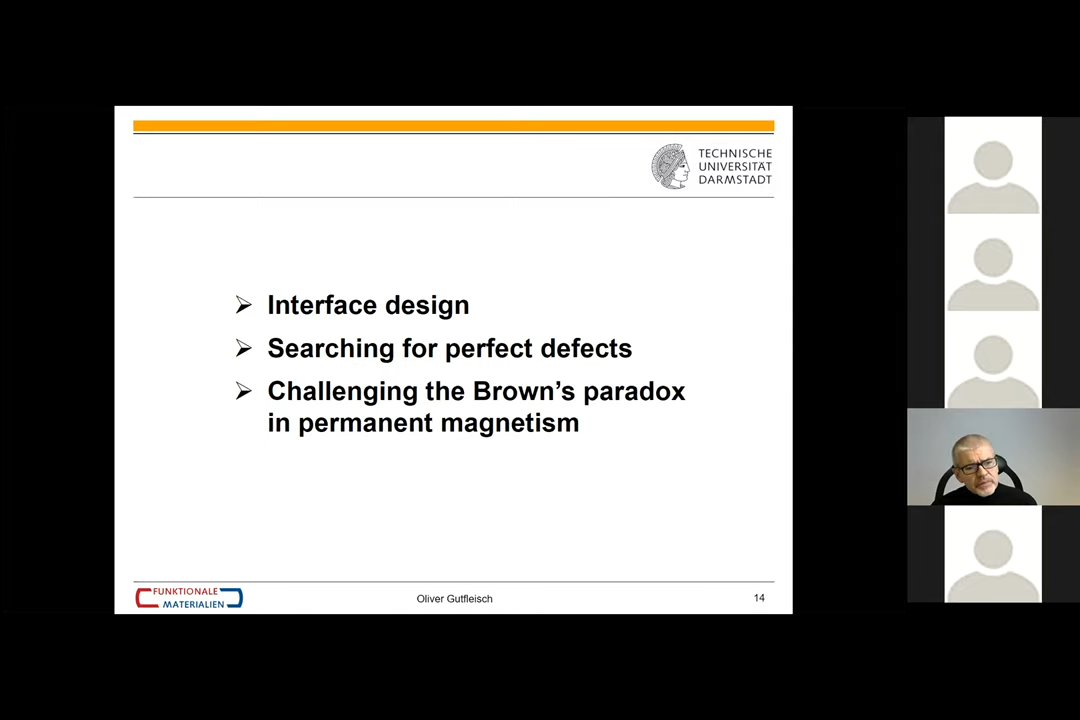 TECHNISCHE
UNIVERSITÄT
DARMSTADT
➢ Interface design
➢ Searching for perfect defects
➢ Challenging the Brown’s paradox
in permanent magnetism
FUNKTIONALE
MATERIALIEN
Oliver Gutfleisch
14